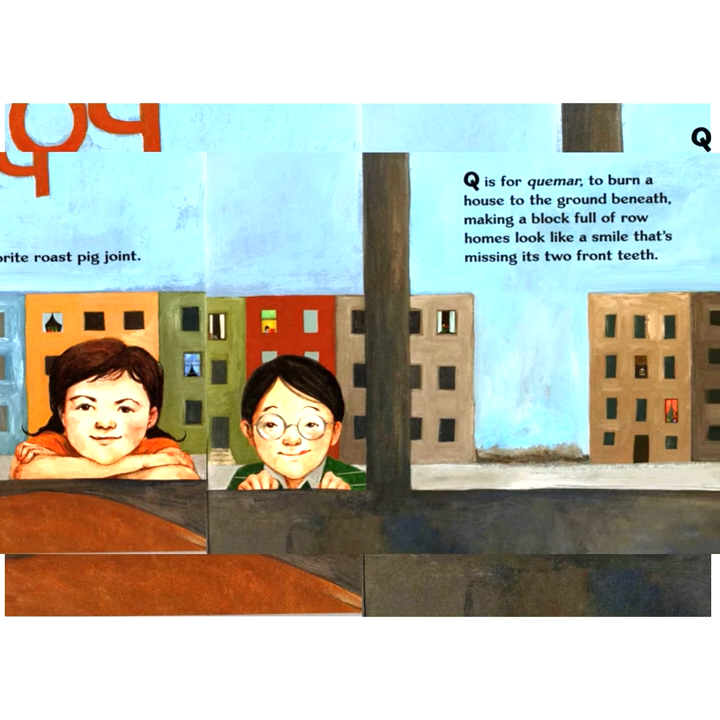 Q
orite roast pig joint.
Q is for quemar, to burn a
house to the ground beneath,
making a block full of row
homes look like a smile that's
missing its two front teeth.